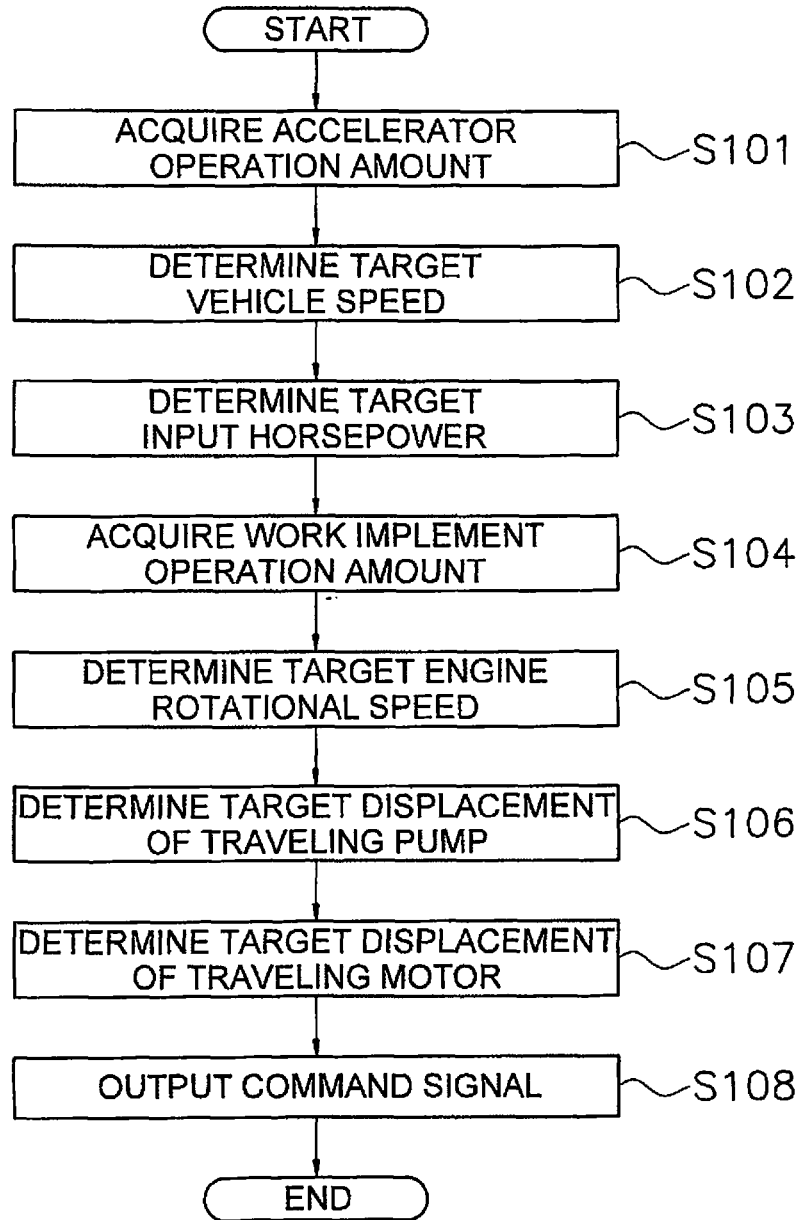 START
ACQUIRE ACCELERATOR
OPERATION AMOUNT
S101
DETERMINE TARGET
VEHICLE SPEED
S102
DETERMINE TARGET
INPUT HORSEPOWER
S103
ACQUIRE WORK IMPLEMENT
OPERATION AMOUNT
S104
DETERMINE TARGET ENGINE
ROTATIONAL SPEED
S105
DETERMINE TARGET DISPLACEMENT
OF TRAVELING PUMP
S106
DETERMINE TARGET DISPLACEMENT
OF TRAVELING MOTOR
S107
OUTPUT COMMAND SIGNAL
S108
END